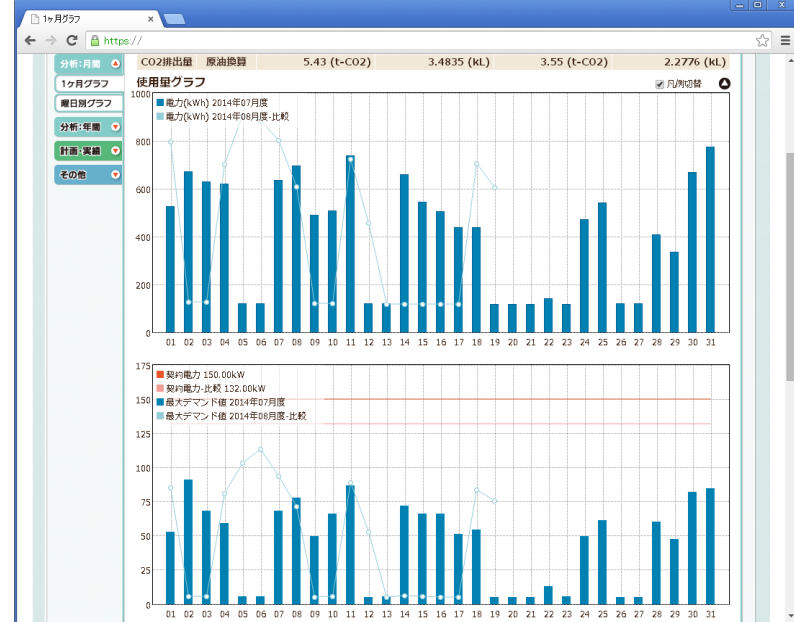 1ヶ月グラフ
https://
分析:月間
1ケ月グラフ
曜日別グラフ
分析:年間
計画・実績
その他
CO2排出量 原油換算 5.43 (t-CO2) 3.4835 (kL) 3.55 (t-CO2) 2.2776 (kL)
使用量グラフ
凡例切替
電力(kWh) 2014年07月度
電力(kWh) 2014年08月度-比較
1000
800
600
400
200
0
01 02 03 04 05 06 07 08 09 10 11 12 13 14 15 16 17 18 19 20 21 22 23 24 25 26 27 28 29 30 31
契約電力 150.00kW
契約電力-比較 132.00kW
最大デマンド値 2014年07月度
最大デマンド値 2014年08月度-比較
175
150
125
100
75
50
25
0
01 02 03 04 05 06 07 08 09 10 11 12 13 14 15 16 17 18 19 20 21 22 23 24 25 26 27 28 29 30 31